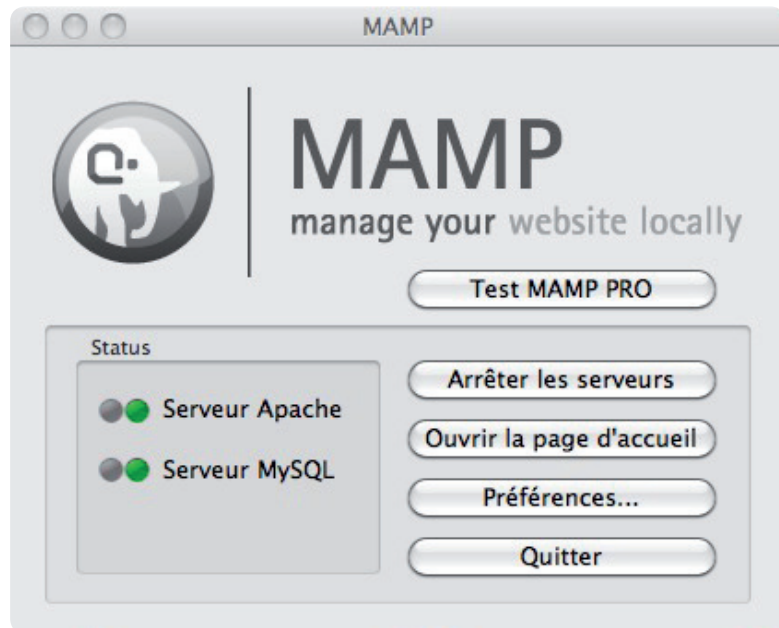 MAMP
MAMP
manage your website locally
Test MAMP PRO
Status
Serveur Apache
Serveur MySQL
Arrêter les serveurs
Ouvrir la page d'accueil
Préférences...
Quitter